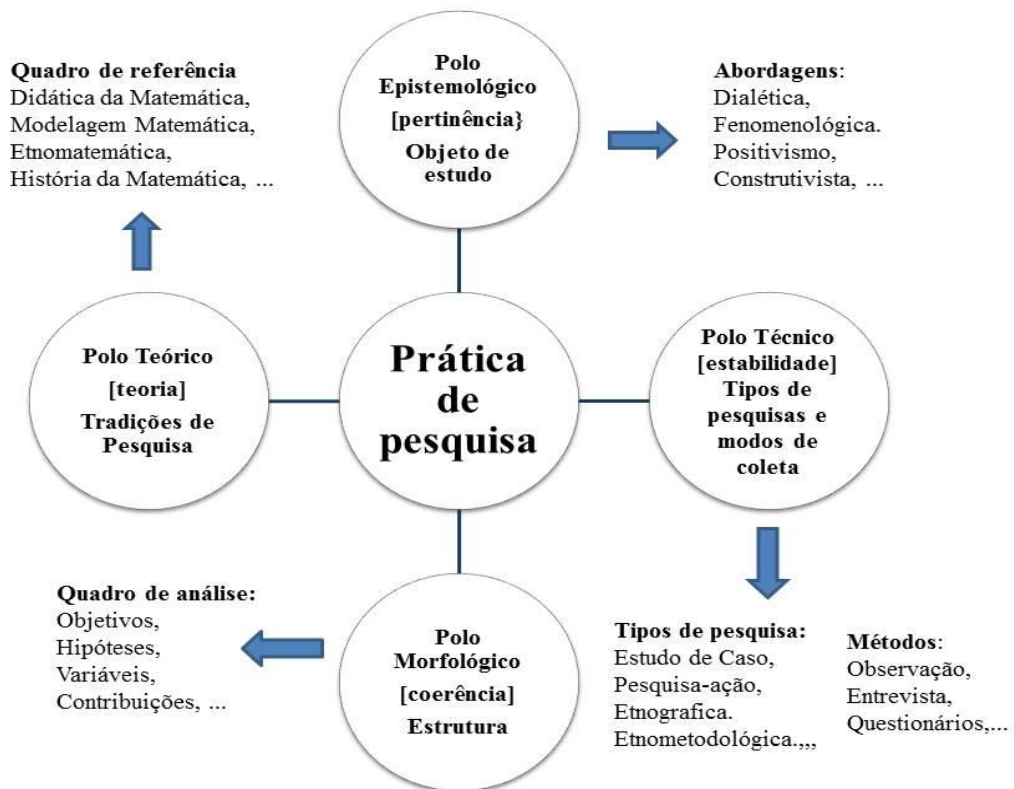 Polo
Epistemológico
[pertinência}
Objeto de
estudo
Quadro de referência
Didática da Matemática,
Modelagem Matemática,
Etnomatemática,
História da Matemática, ...
Abordagens:
Dialética,
Fenomenológica.
Positivismo,
Construtivista, ...
Polo Teórico
[teoria]
Tradições de
Pesquisa
Prática
de
pesquisa
Polo Técnico
[estabilidade]
Tipos de
pesquisas e
modos de
coleta
Quadro de análise:
Objetivos,
Hipóteses,
Variáveis,
Contribuições, ...
Polo
Morfológico
[coerência]
Estrutura
Tipos de pesquisa:
Estudo de Caso,
Pesquisa-ação,
Etnografica.
Etnometodológica.,,,
Métodos:
Observação,
Entrevista,
Questionários,...